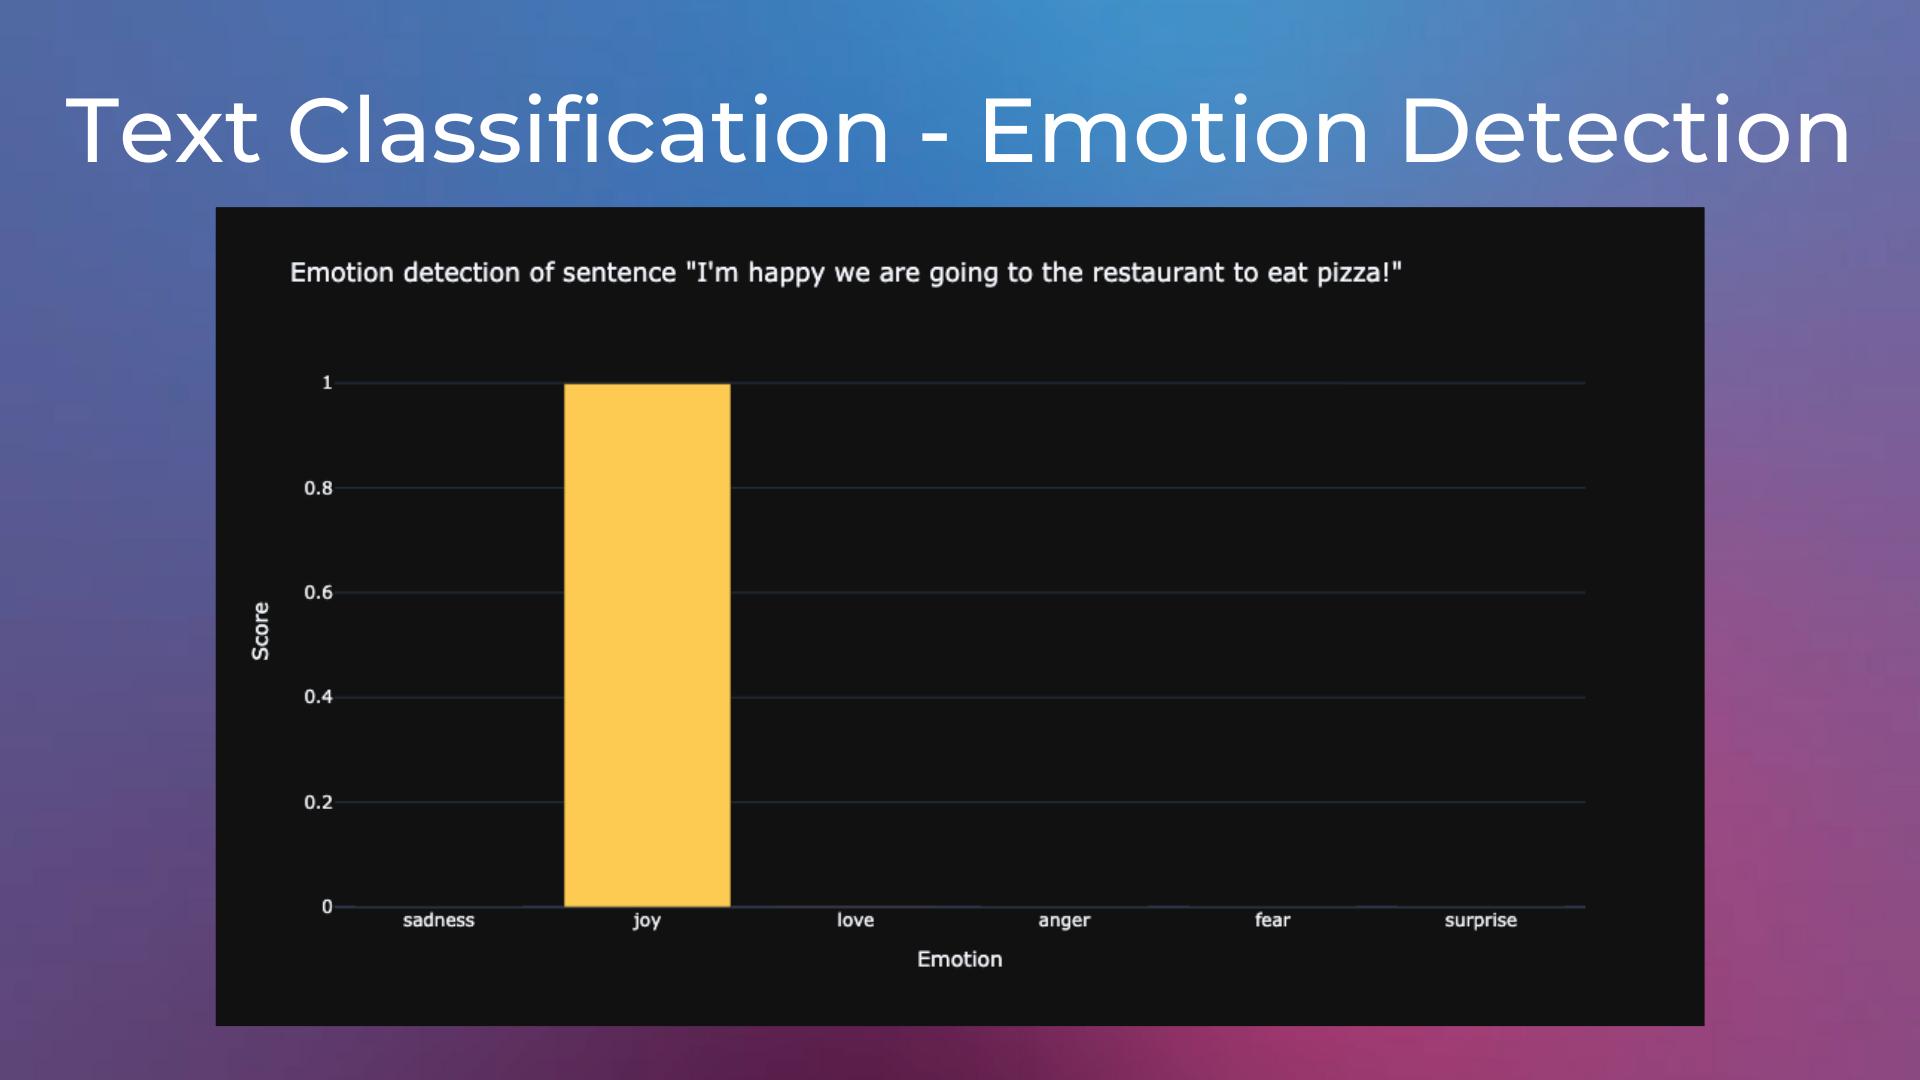 Text Classification - Emotion Detection
Emotion detection of sentence "I'm happy we are going to the restaurant to eat pizza!"
1
0.8
0.6
0.4
0.2
0
Score
sadness joy love anger fear surprise
Emotion